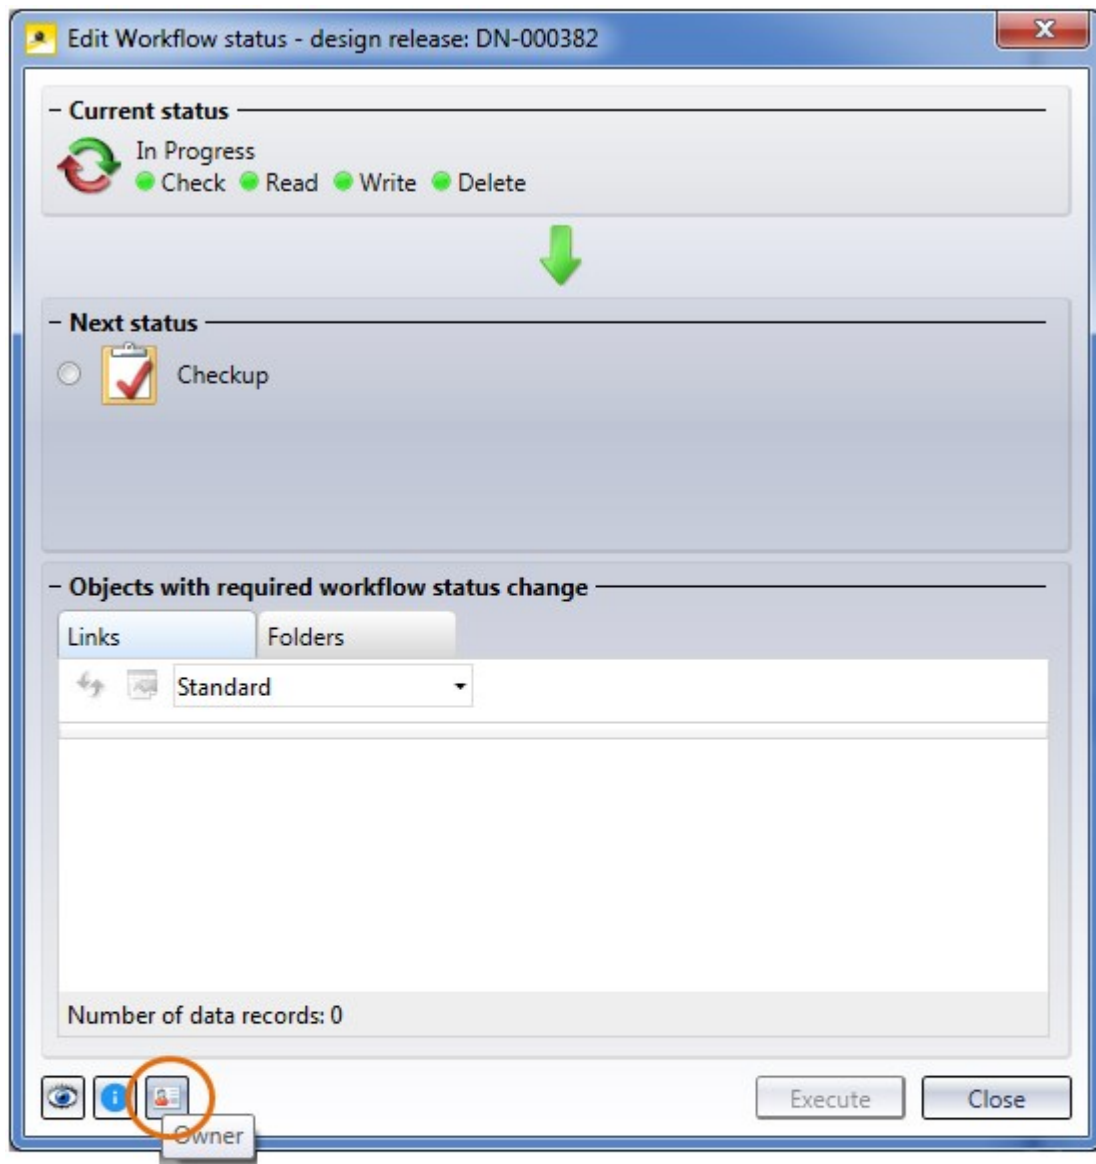 Edit Workflow status - design release: DN-000382
Current status
In Progress
Check Read Write Delete
Next status
Checkup
Objects with required workflow status change
Links Folders
Standard
Number of data records: 0
Execute Close
Owner